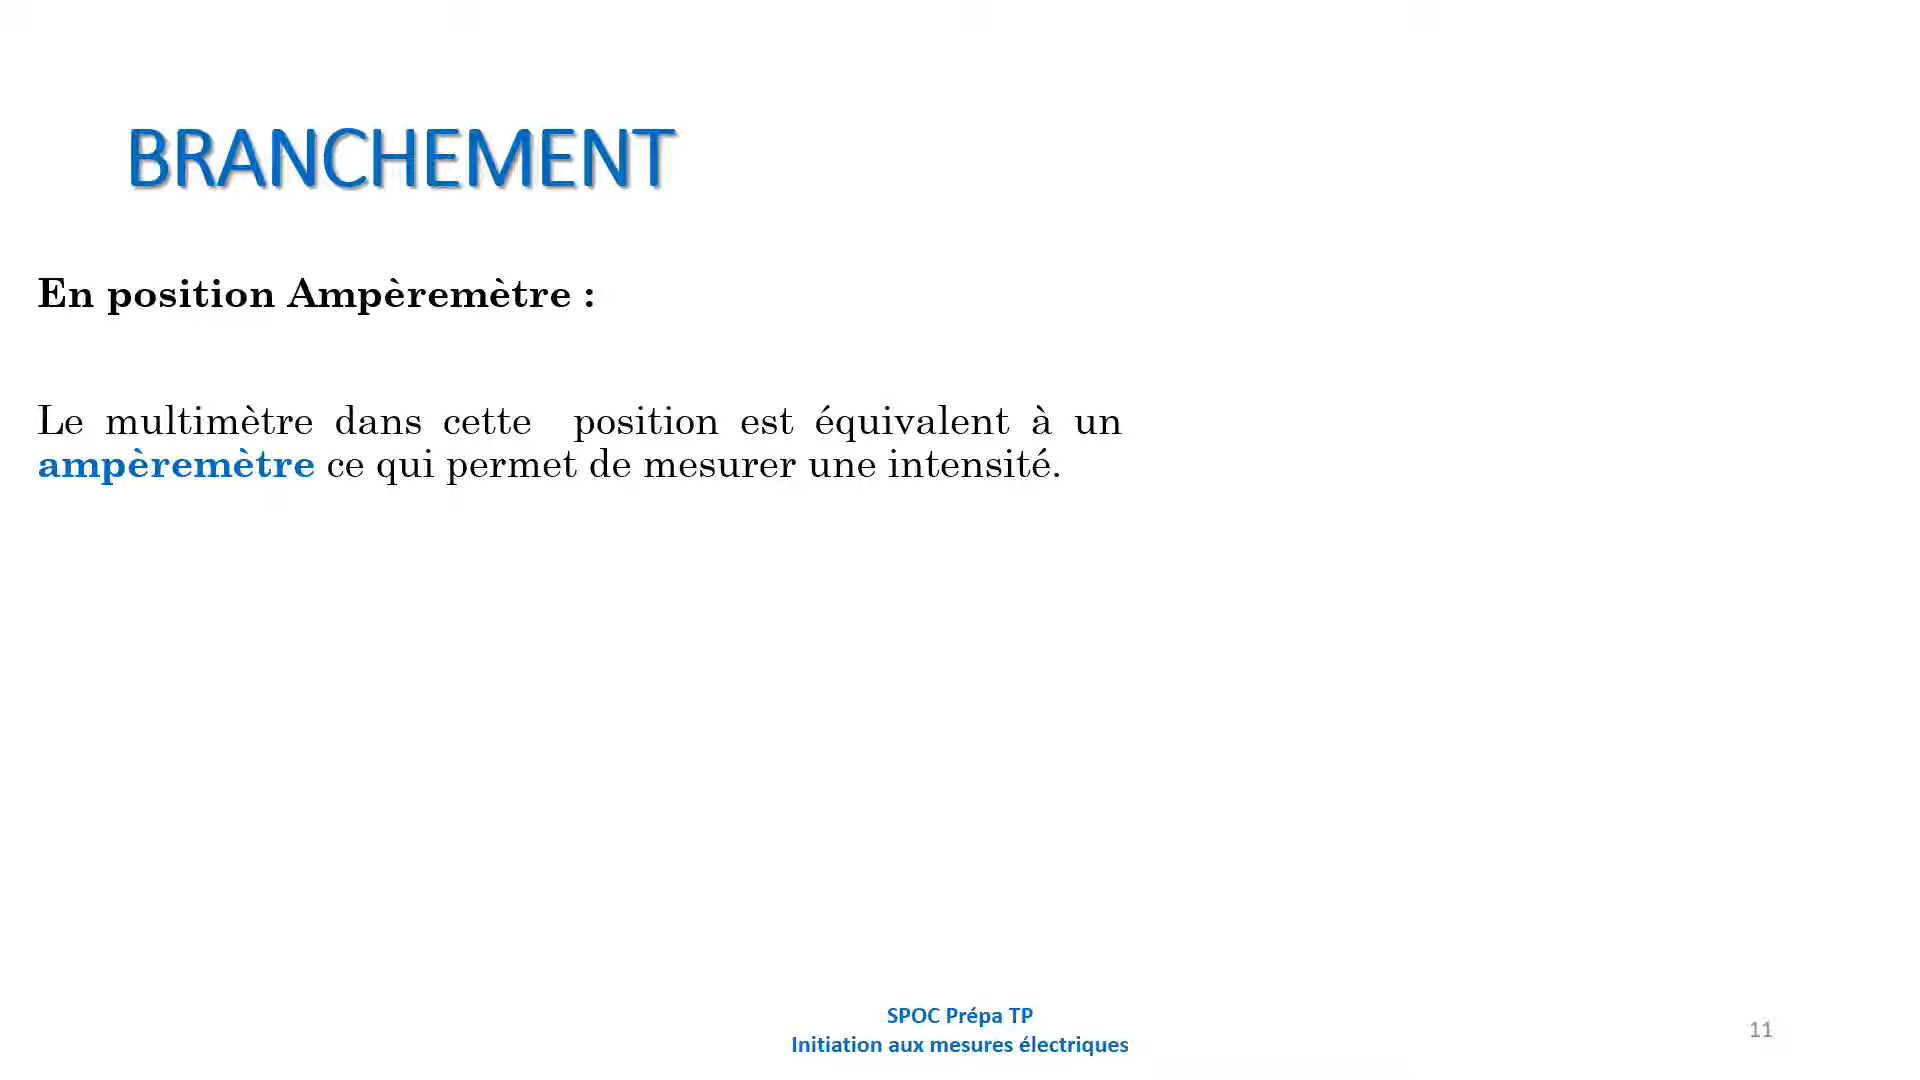 BRANCHEMENT
En position Ampèremètre :
Le multimètre dans cette position est équivalent à un
ampèremètre ce qui permet de mesurer une intensité.
SPOC Prépa TP
Initiation aux mesures électriques
11